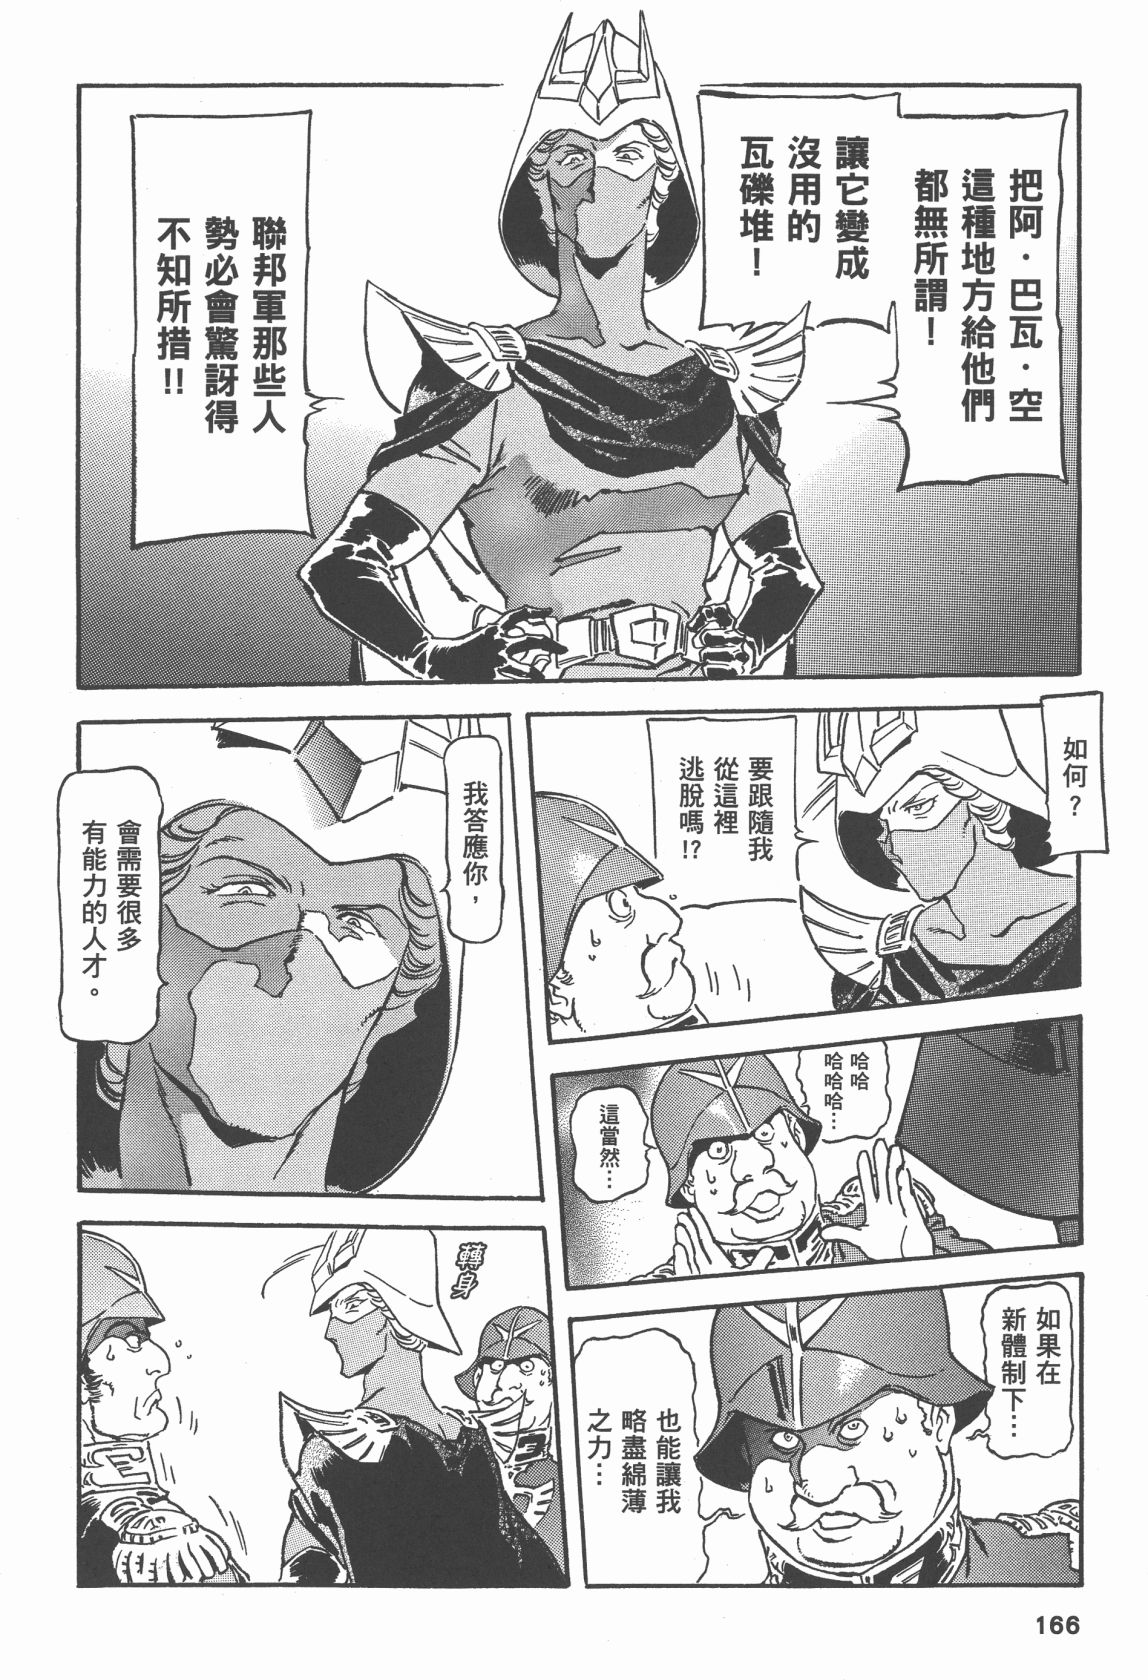 把阿・巴瓦・空
這種地方給他們
都無所謂！
讓它變成
沒用的
瓦礫堆！
聯邦軍那些人
勢必會驚訝得
不知所措!!
如何？
要跟隨我
從這裡
逃脫嗎!?
哈哈
哈哈哈…
這當然…
如果在
新體制下…
也能讓我
略盡綿薄
之力…
我答應你，
會需要很多
有能力的人才。
轉身
166